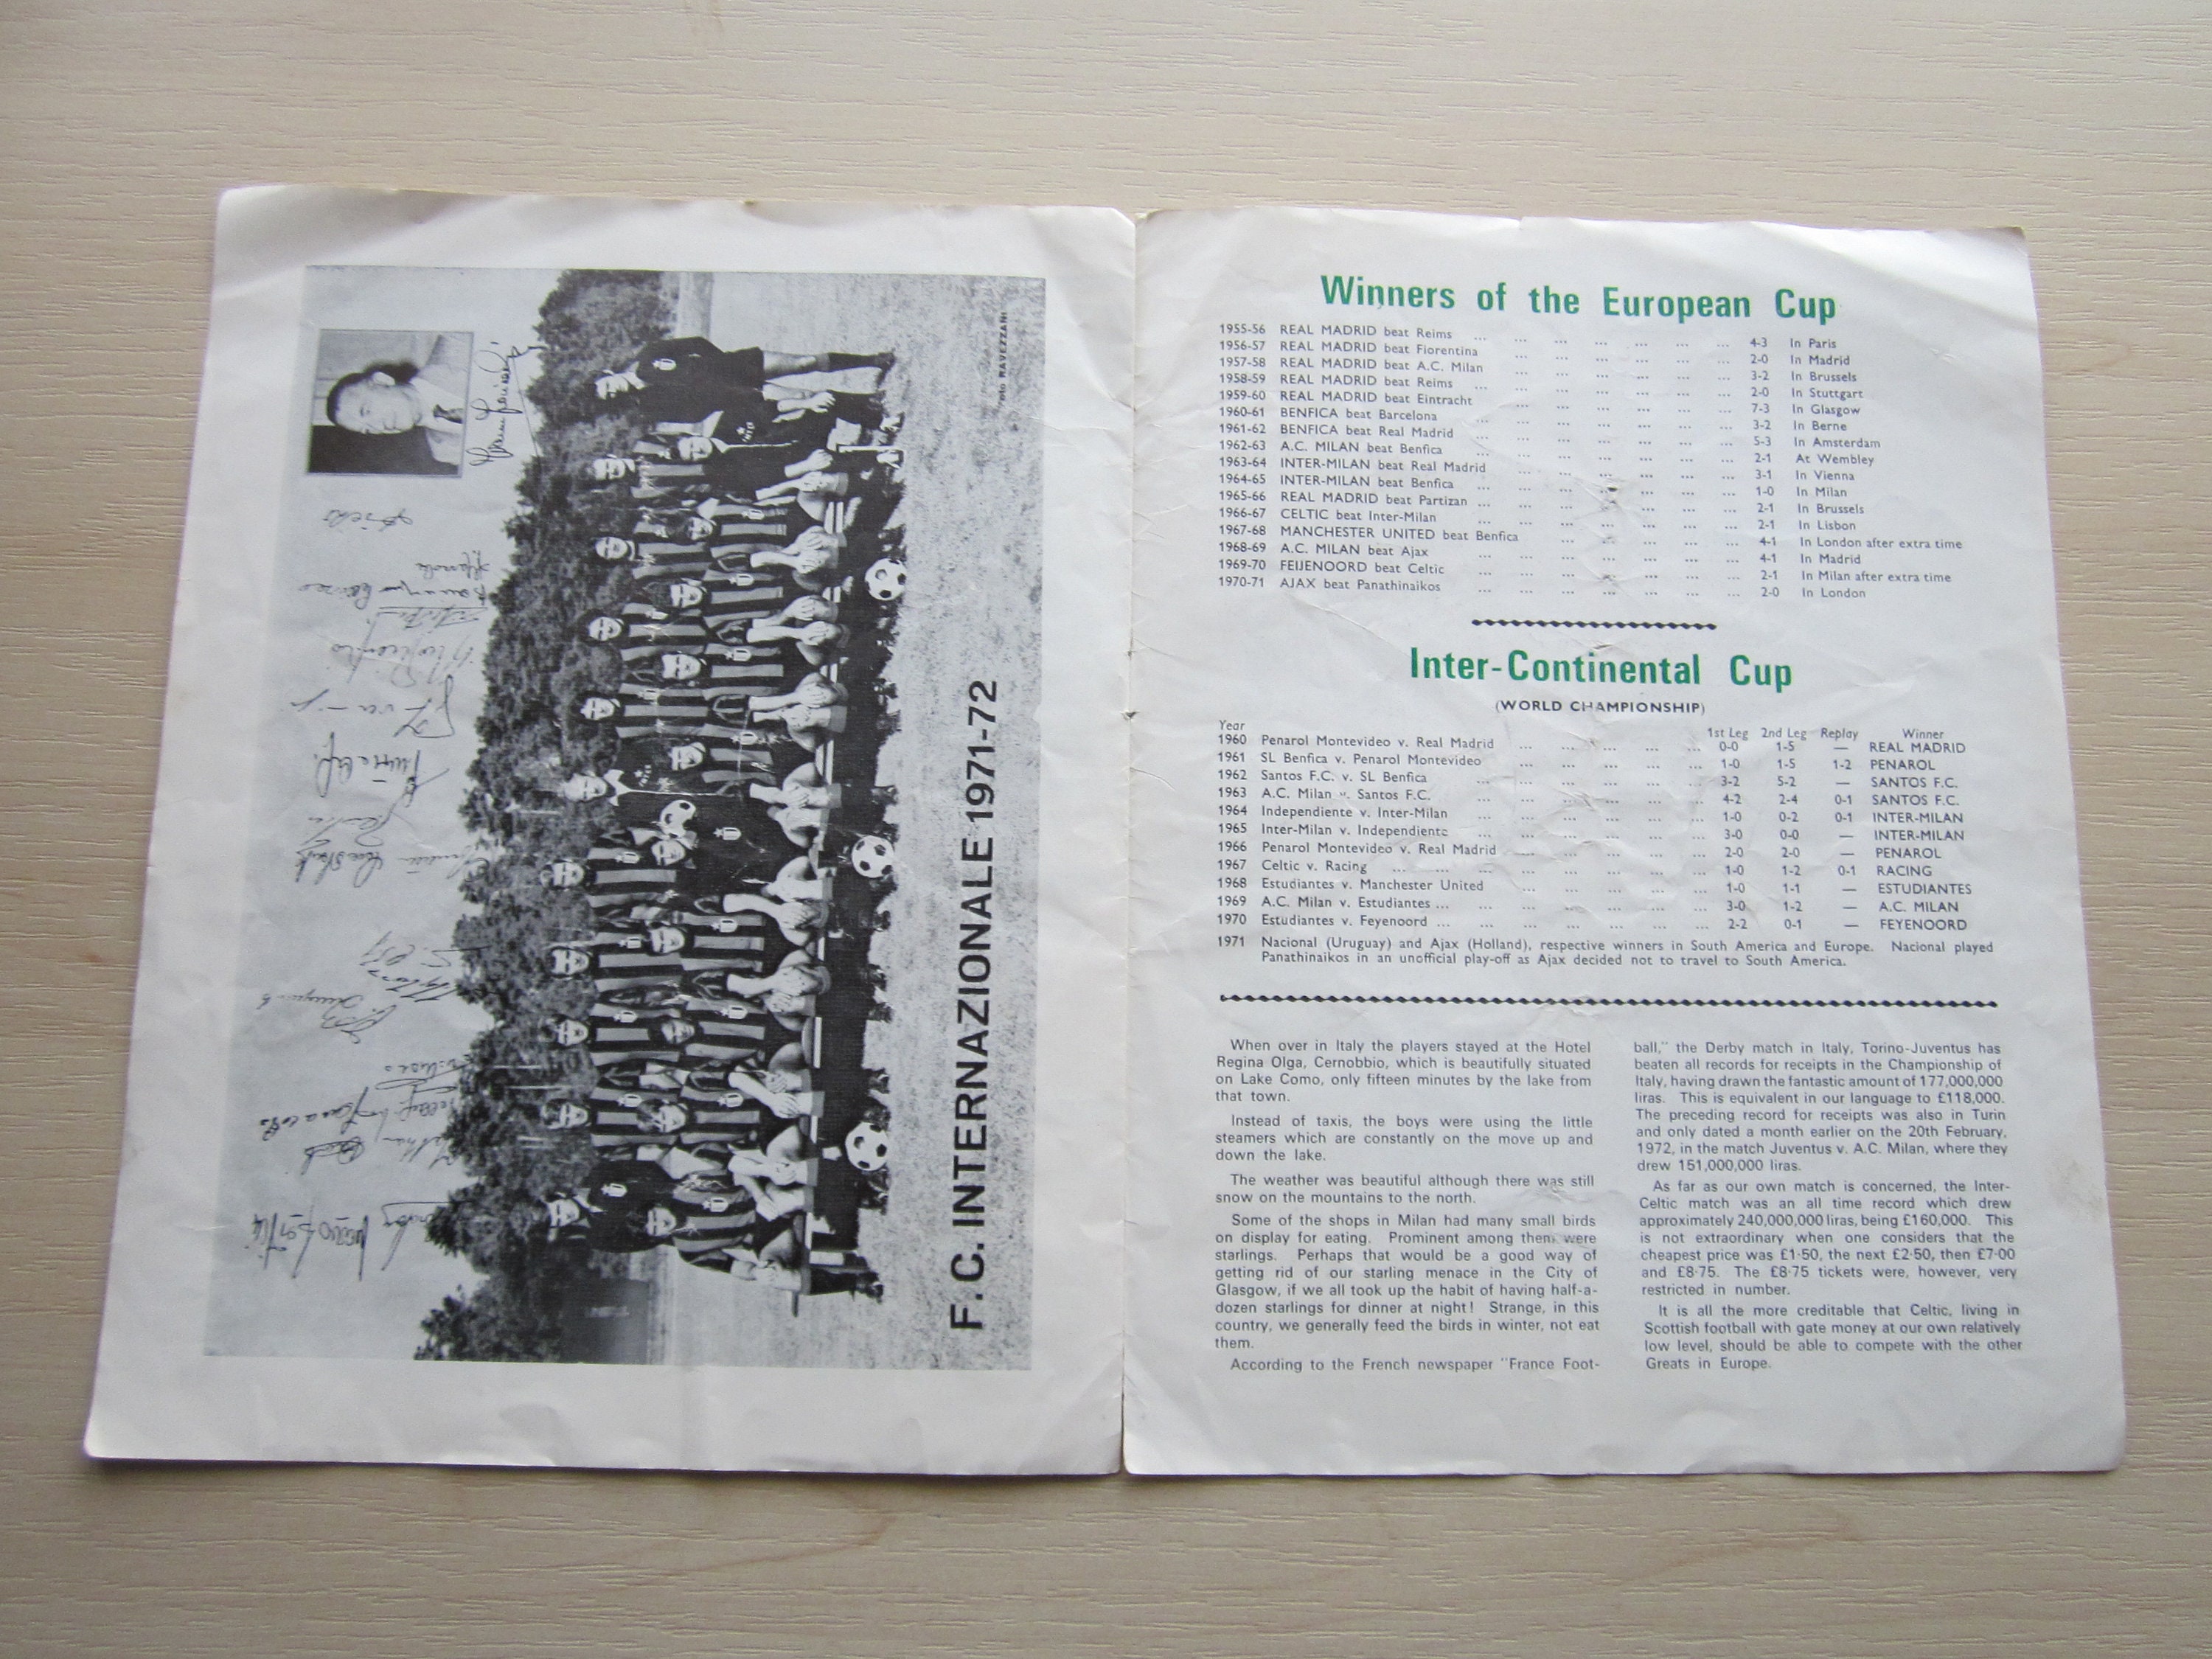 F. C. INTERNAZIONALE 1971-72
RAVEZZANI
INTER
INTER
Winners of the European Cup
1955-56 REAL MADRID beat Reims ... ... ... ... ... ... ... 4-3 In Paris
1956-57 REAL MADRID beat Fiorentina ... ... ... ... ... ... 2-0 In Madrid
1957-58 REAL MADRID beat A.C. Milan ... ... ... ... ... ... 3-2 In Brussels
1958-59 REAL MADRID beat Reims ... ... ... ... ... ... ... 2-0 In Stuttgart
1959-60 REAL MADRID beat Eintracht ... ... ... ... ... ... 7-3 In Glasgow
1960-61 BENFICA beat Barcelona ... ... ... ... ... ... ... 3-2 In Berne
1961-62 BENFICA beat Real Madrid ... ... ... ... ... ... ... 5-3 In Amsterdam
1962-63 A.C. MILAN beat Benfica ... ... ... ... ... ... ... 2-1 At Wembley
1963-64 INTER-MILAN beat Real Madrid ... ... ... ... ... ... 3-1 In Vienna
1964-65 INTER-MILAN beat Benfica ... ... ... ... ... ... ... 1-0 In Milan
1965-66 REAL MADRID beat Partizan ... ... ... ... ... ... ... 2-1 In Brussels
1966-67 CELTIC beat Inter-Milan ... ... ... ... ... ... ... 2-1 In Lisbon
1967-68 MANCHESTER UNITED beat Benfica ... ... ... ... ... 4-1 In London after extra time
1968-69 A.C. MILAN beat Ajax ... ... ... ... ... ... ... 4-1 In Madrid
1969-70 FEIJENOORD beat Celtic ... ... ... ... ... ... ... 2-1 In Milan after extra time
1970-71 AJAX beat Panathinaikos ... ... ... ... ... ... ... 2-0 In London
Inter-Continental Cup
(WORLD CHAMPIONSHIP)
Year 1st Leg 2nd Leg Replay Winner
1960 Penarol Montevideo v. Real Madrid ... ... ... ... ... 0-0 1-5 — REAL MADRID
1961 SL Benfica v. Penarol Montevideo ... ... ... ... ... 1-0 1-5 1-2 PENAROL
1962 Santos F.C. v. SL Benfica ... ... ... ... ... ... 3-2 5-2 — SANTOS F.C.
1963 A.C. Milan v. Santos F.C. ... ... ... ... ... ... 4-2 2-4 0-1 SANTOS F.C.
1964 Independiente v. Inter-Milan ... ... ... ... ... ... 1-0 0-2 0-1 INTER-MILAN
1965 Inter-Milan v. Independiente ... ... ... ... ... ... 3-0 0-0 — INTER-MILAN
1966 Penarol Montevideo v. Real Madrid ... ... ... ... ... 2-0 2-0 — PENAROL
1967 Celtic v. Racing ... ... ... ... ... ... ... ... 1-0 1-2 0-1 RACING
1968 Estudiantes v. Manchester United ... ... ... ... ... 1-0 1-1 — ESTUDIANTES
1969 A.C. Milan v. Estudiantes ... ... ... ... ... ... ... 3-0 1-2 — A.C. MILAN
1970 Estudiantes v. Feyenoord ... ... ... ... ... ... ... 2-2 0-1 — FEYENOORD
1971 Nacional (Uruguay) and Ajax (Holland), respective winners in South America and Europe. Nacional played
Panathinaikos in an unofficial play-off as Ajax decided not to travel to South America.
When over in Italy the players stayed at the Hotel
Regina Olga, Cernobbio, which is beautifully situated
on Lake Como, only fifteen minutes by the lake from
that town.
Instead of taxis, the boys were using the little
steamers which are constantly on the move up and
down the lake.
The weather was beautiful although there was still
snow on the mountains to the north.
Some of the shops in Milan had many small birds
on display for eating. Prominent among them were
starlings. Perhaps that would be a good way of
getting rid of our starling menace in the City of
Glasgow, if we all took up the habit of having half-a-
dozen starlings for dinner at night! Strange, in this
country, we generally feed the birds in winter, not eat
them.
According to the French newspaper "France Foot-
ball," the Derby match in Italy, Torino-Juventus has
beaten all records for receipts in the Championship of
Italy, having drawn the fantastic amount of 177,000,000
liras. This is equivalent in our language to £118,000.
The preceding record for receipts was also in Turin
and only dated a month earlier on the 20th February,
1972, in the match Juventus v. A.C. Milan, where they
drew 151,000,000 liras.
As far as our own match is concerned, the Inter-
Celtic match was an all time record which drew
approximately 240,000,000 liras, being £160,000. This
is not extraordinary when one considers that the
cheapest price was £1·50, the next £2·50, then £7·00
and £8·75. The £8·75 tickets were, however, very
restricted in number.
It is all the more creditable that Celtic, living in
Scottish football with gate money at our own relatively
low level, should be able to compete with the other
Greats in Europe.